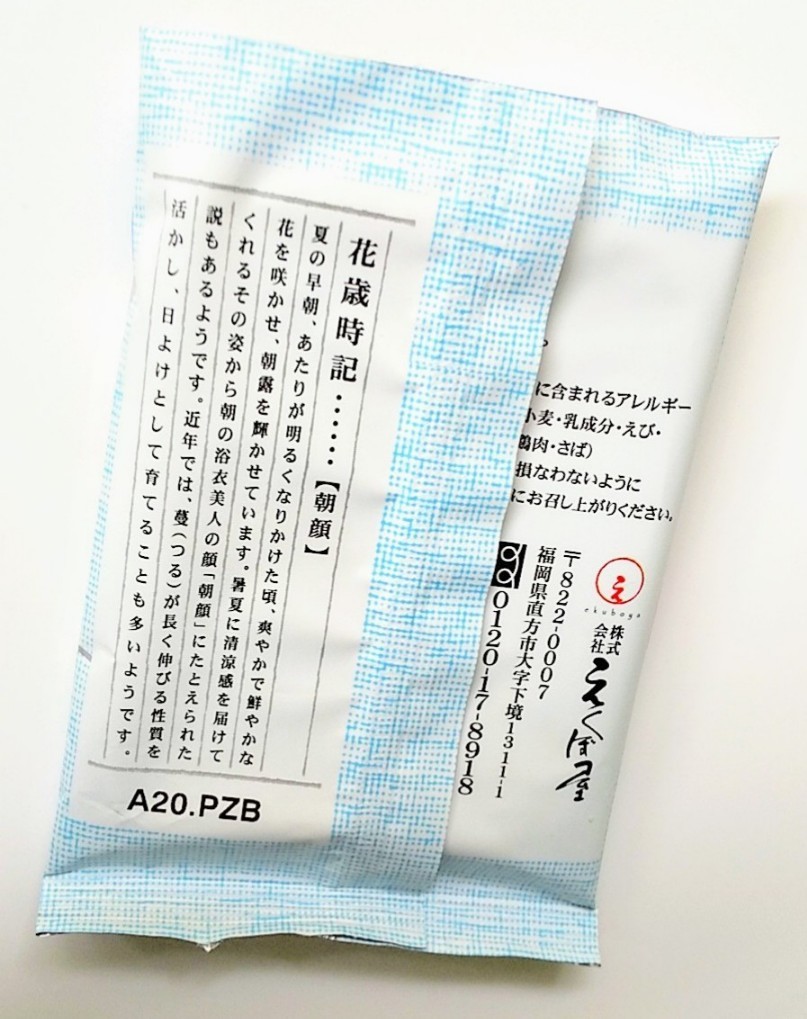 花歳時記……【朝顔】
夏の早朝、あたりが明るくなりかけた頃、爽やかで鮮やかな
花を咲かせ、朝露を輝かせています。暑夏に清涼感を届けて
くれるその姿から朝の浴衣美人の顔「朝顔」にたとえられた
説もあるようです。近年では、蔓(つる)が長く伸びる性質を
活かし、日よけとして育てることも多いようです。
A20.PZB
。
に含まれるアレルギー
小麦・乳成分・えび・
鶏肉・さば)
損なわないように
にお召し上がりください。
え
ekuboya
株式会社えくぼ屋
〒822-0007
福岡県直方市大字下境1311-1
0120-17-8918